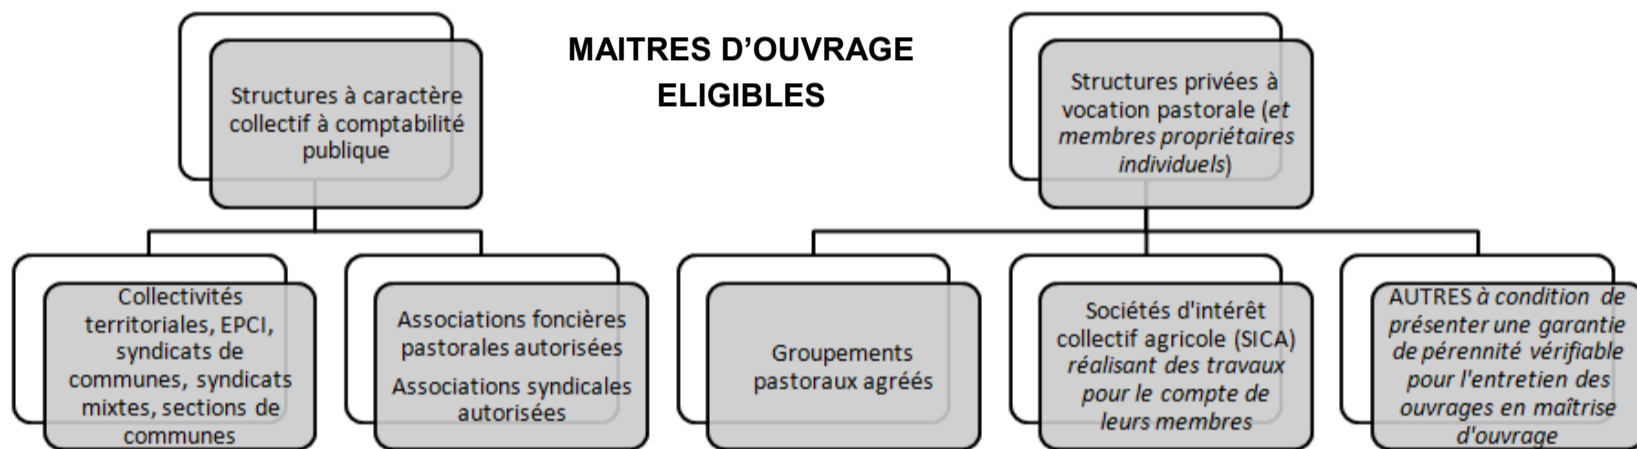 MAITRES D'OUVRAGE
ELIGIBLES
Structures à caractère
collectif à comptabilité
publique
Structures privées à
vocation pastorale (et
membres propriétaires
individuels)
Collectivités
territoriales, EPCI,
syndicats de
communes, syndicats
mixtes, sections de
communes
Associations foncières
pastorales autorisées
Associations syndicales
autorisées
Groupements
pastoraux agréés
Sociétés d'intérêt
collectif agricole (SICA)
réalisant des travaux
pour le compte de
leurs membres
AUTRES à condition de
présenter une garantie
de pérennité vérifiable
pour l'entretien des
ouvrages en maîtrise
d'ouvrage